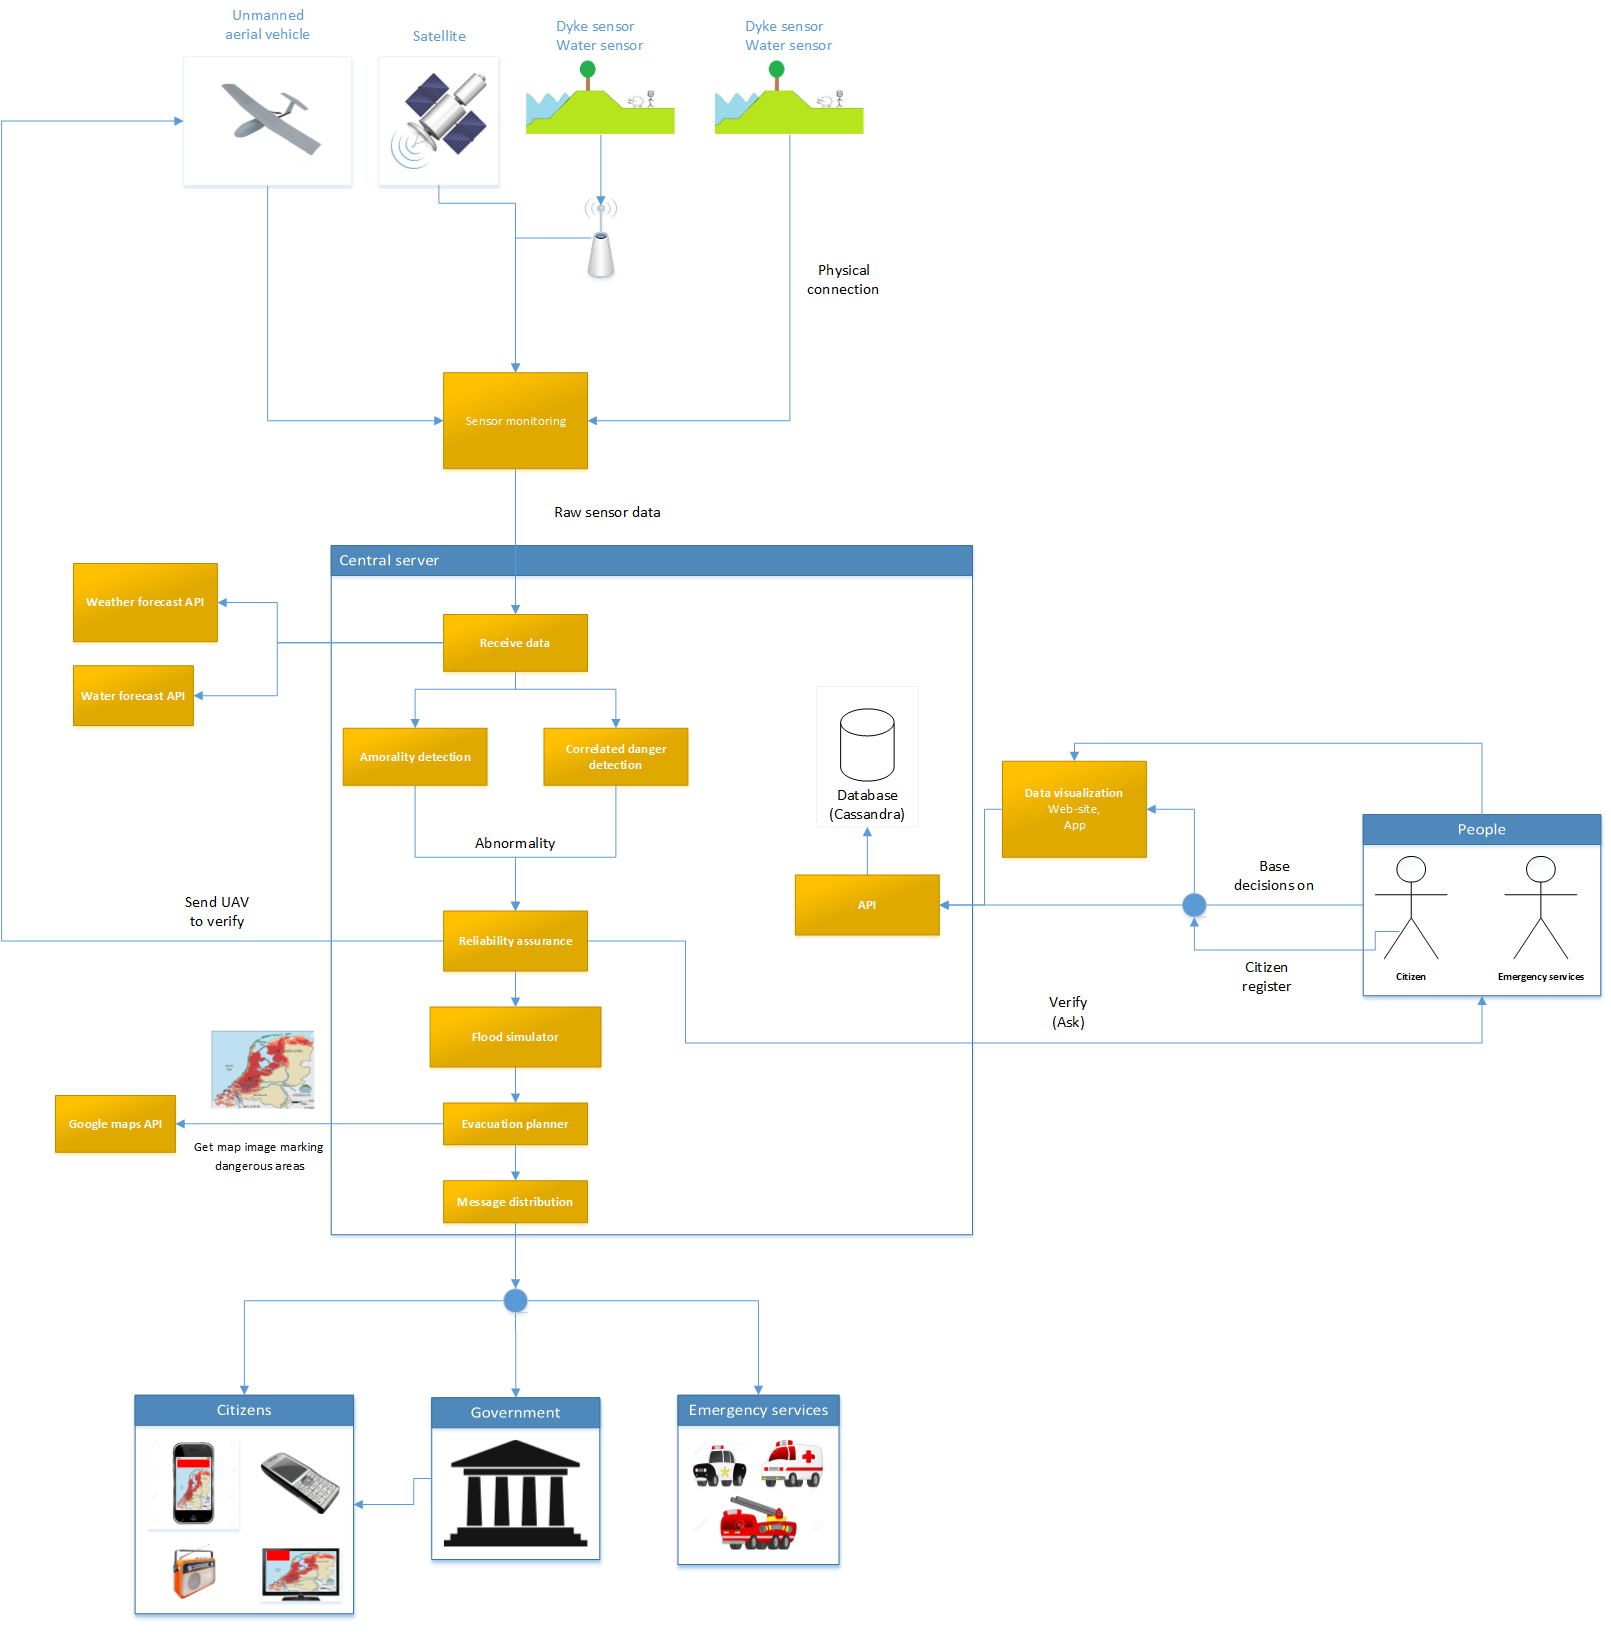 Unmanned
aerial vehicle
Satellite
Dyke sensor
Water sensor
Dyke sensor
Water sensor
Physical
connection
Sensor monitoring
Raw sensor data
Central server
Weather forecast API
Receive data
Water forecast API
Amorality detection
Correlated danger
detection
Database
(Cassandra)
Data visualization
Web-site,
App
People
Abnormality
Base
decisions on
API
Send UAV
to verify
Reliability assurance
Citizen
Emergency services
Citizen
register
Verify
(Ask)
Flood simulator
Google maps API
Evacuation planner
Get map image marking
dangerous areas
Message distribution
Citizens
Government
Emergency services